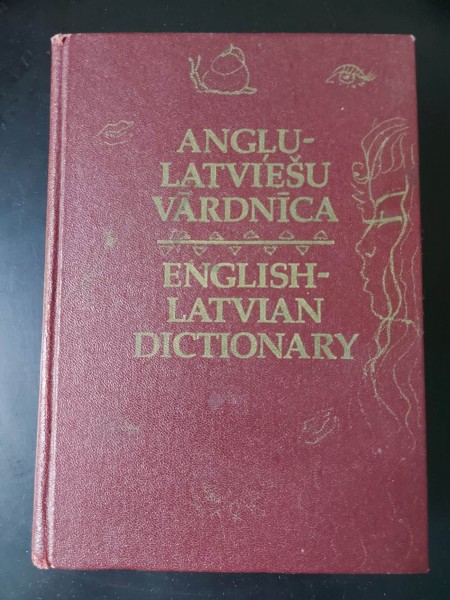 ANGĻU-
LATVIEŠU
VĀRDNĪCA
ENGLISH-
LATVIAN
DICTIONARY